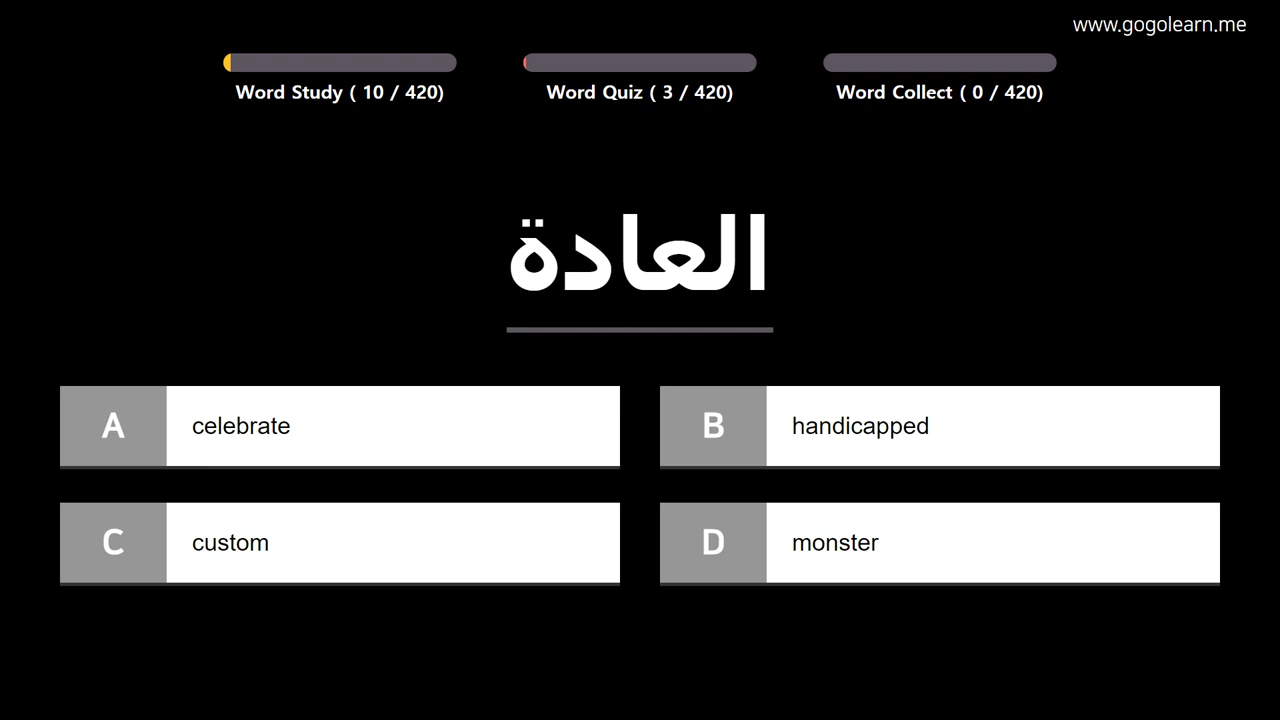 www.gogolearn.me
Word Study ( 10 / 420)
Word Quiz ( 3 / 420)
Word Collect ( 0 / 420)
العادة
A celebrate
B handicapped
C custom
D monster